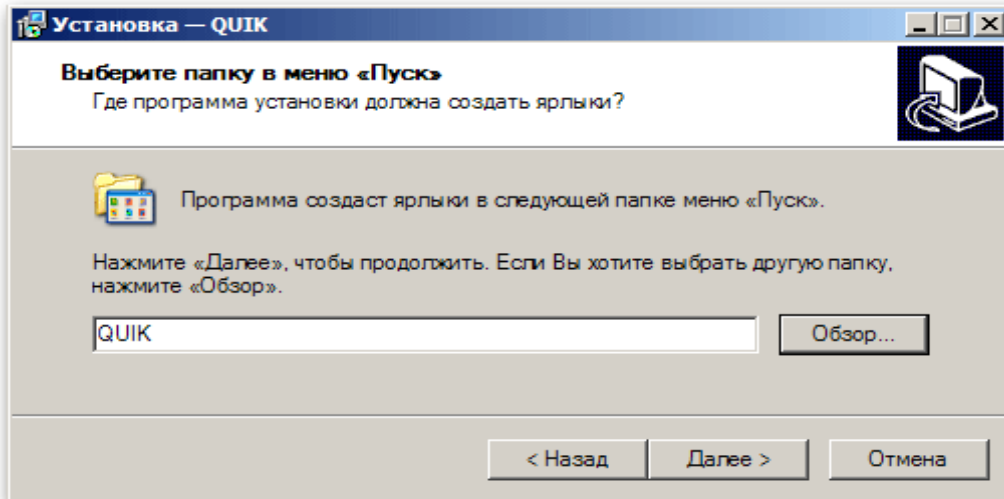 Установка — QUIK
Выберите папку в меню «Пуск»
Где программа установки должна создать ярлыки?
Программа создаст ярлыки в следующей папке меню «Пуск».
Нажмите «Далее», чтобы продолжить. Если Вы хотите выбрать другую папку,
нажмите «Обзор».
QUIK
Обзор...
< Назад
Далее >
Отмена